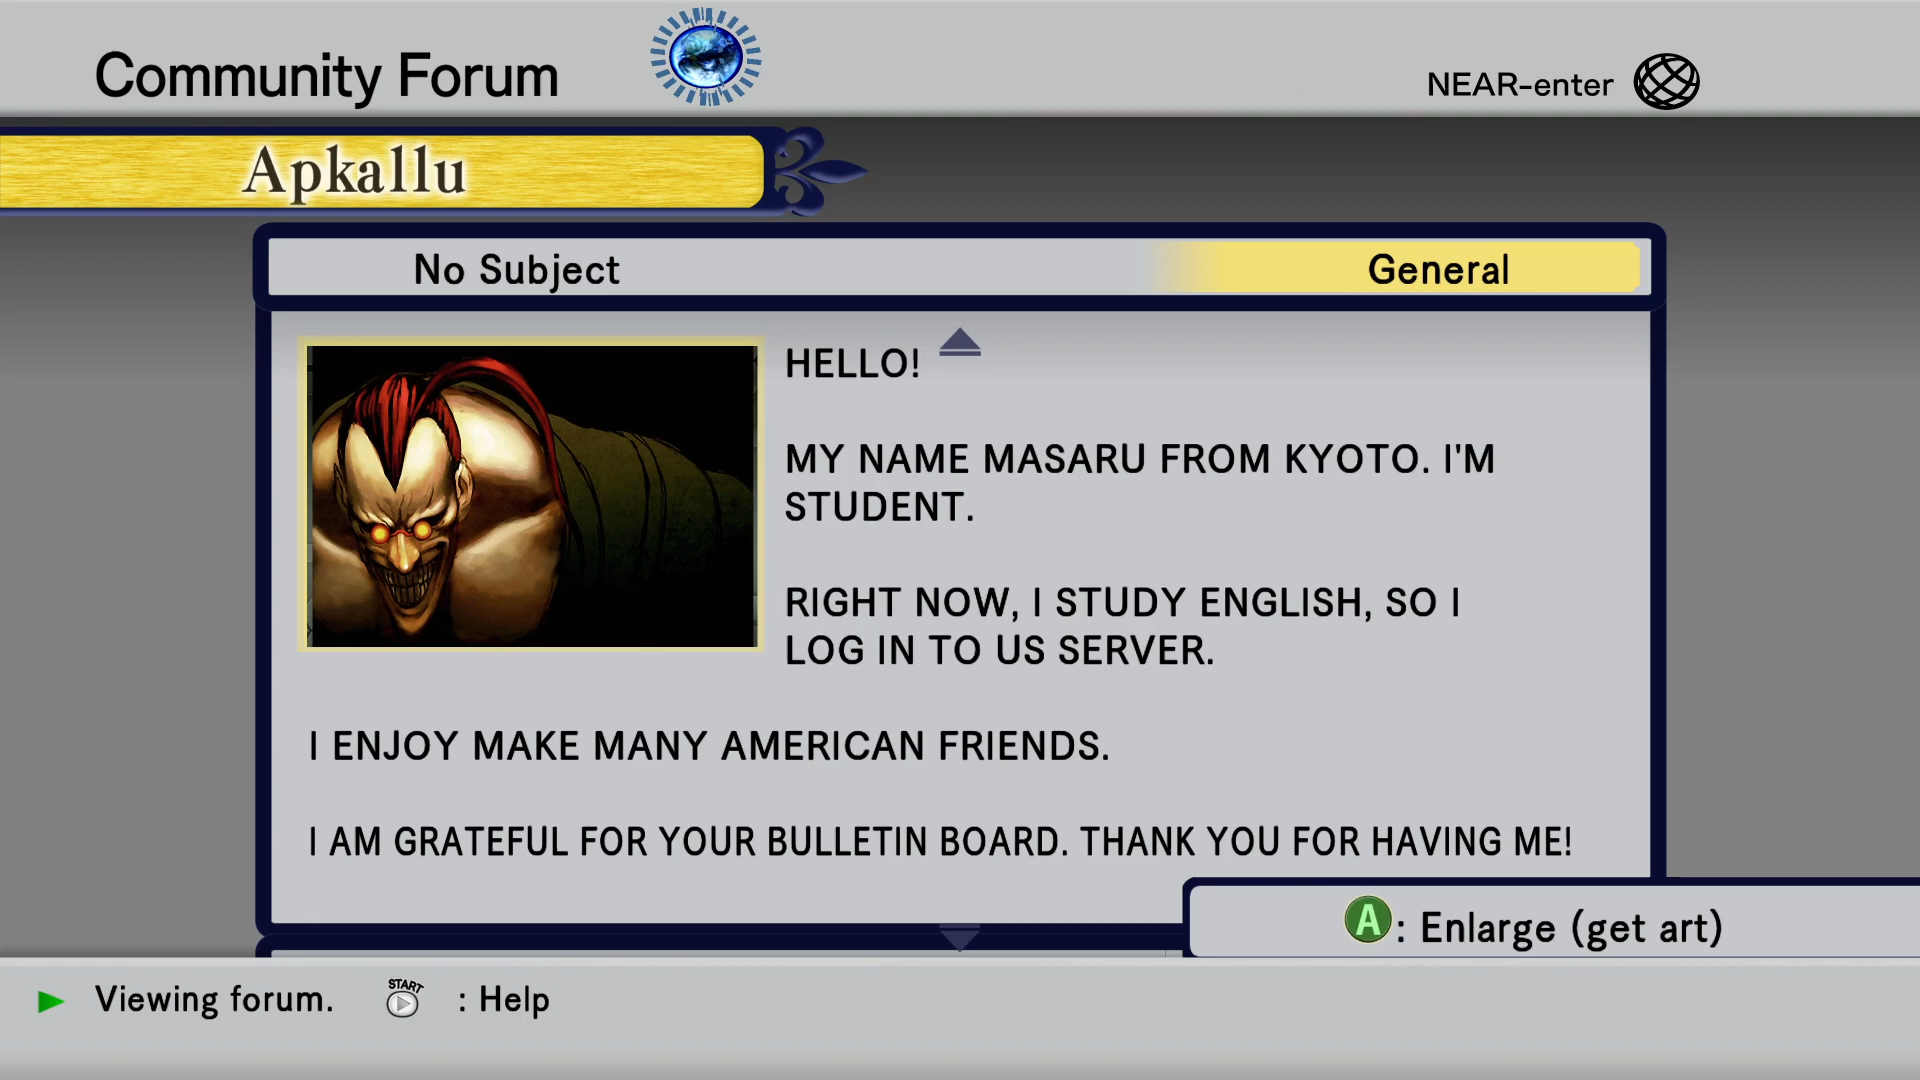 Community Forum
NEAR-enter
Apkallu
No Subject
General
HELLO!
MY NAME MASARU FROM KYOTO. I'M
STUDENT.
RIGHT NOW, I STUDY ENGLISH, SO I
LOG IN TO US SERVER.
I ENJOY MAKE MANY AMERICAN FRIENDS.
I AM GRATEFUL FOR YOUR BULLETIN BOARD. THANK YOU FOR HAVING ME!
A : Enlarge (get art)
Viewing forum. START : Help